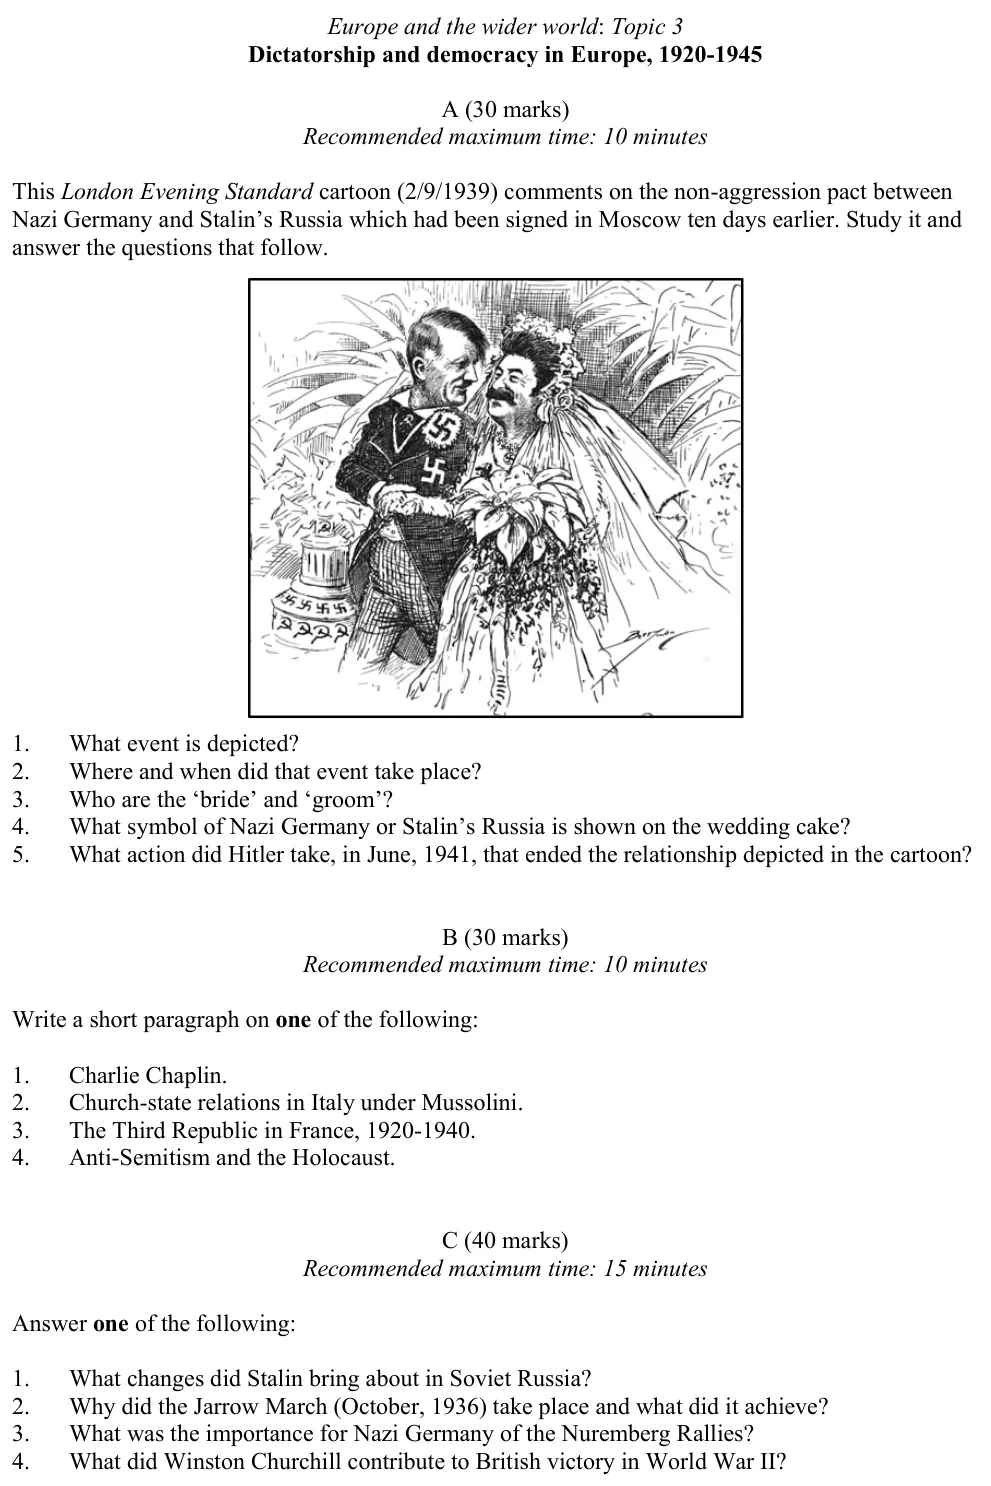 Europe and the wider world: Topic 3
Dictatorship and democracy in Europe, 1920-1945
A (30 marks)
Recommended maximum time: 10 minutes
This London Evening Standard cartoon (2/9/1939) comments on the non-aggression pact between
Nazi Germany and Stalin’s Russia which had been signed in Moscow ten days earlier. Study it and
answer the questions that follow.
1. What event is depicted?
2. Where and when did that event take place?
3. Who are the ‘bride’ and ‘groom’?
4. What symbol of Nazi Germany or Stalin’s Russia is shown on the wedding cake?
5. What action did Hitler take, in June, 1941, that ended the relationship depicted in the cartoon?
B (30 marks)
Recommended maximum time: 10 minutes
Write a short paragraph on one of the following:
1. Charlie Chaplin.
2. Church-state relations in Italy under Mussolini.
3. The Third Republic in France, 1920-1940.
4. Anti-Semitism and the Holocaust.
C (40 marks)
Recommended maximum time: 15 minutes
Answer one of the following:
1. What changes did Stalin bring about in Soviet Russia?
2. Why did the Jarrow March (October, 1936) take place and what did it achieve?
3. What was the importance for Nazi Germany of the Nuremberg Rallies?
4. What did Winston Churchill contribute to British victory in World War II?